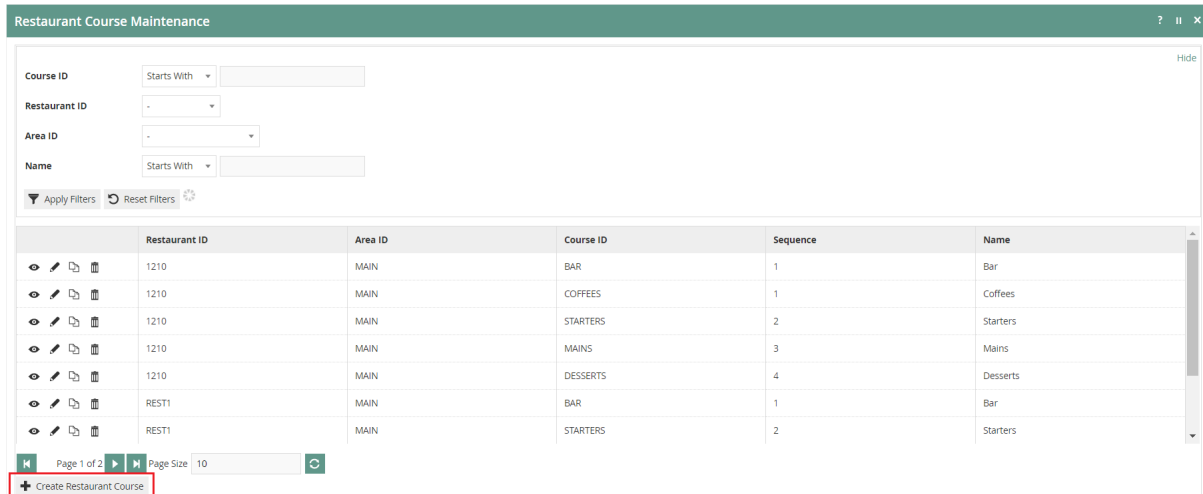 Restaurant Course Maintenance ?
Hide
Course ID Starts With
Restaurant ID -
Area ID -
Name Starts With
Apply Filters Reset Filters
Restaurant ID Area ID Course ID Sequence Name
1210 MAIN BAR 1 Bar
1210 MAIN COFFEES 1 Coffees
1210 MAIN STARTERS 2 Starters
1210 MAIN MAINS 3 Mains
1210 MAIN DESSERTS 4 Desserts
REST1 MAIN BAR 1 Bar
REST1 MAIN STARTERS 2 Starters
Page 1 of 2 Page Size 10
Create Restaurant Course